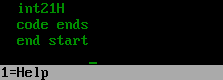 int21H
code ends
end start
1=Help